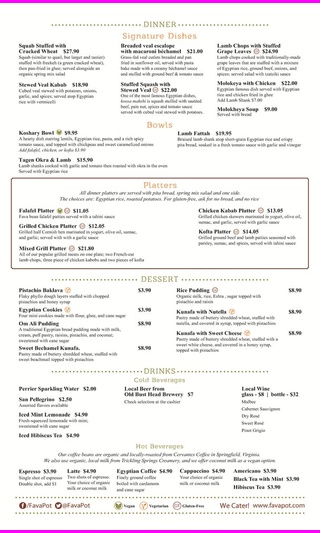 DINNER
Signature Dishes
Squab Stuffed with
Cracked Wheat $27.90
Squab (similar to quail, but larger and tastier)
stuffed with freekeh (a green cracked wheat),
then pan-fried in ghee; served alongside no
organic spring mix salad
Stewed Veal Kabab $18.90
Cubed veal stewed with potatoes, onions,
garlic, and spices; served atop Egyptian
rice with vermicelli
Breaded veal escalope
with macaroni béchamel $21.00
pasta
bake made with a creamy béchamel sauce
and stuffed with ground beef & tomato sauce
Stuffed Squash with
Stewed Veal $22.00
One of the most famous Egyptian dishes,
kousa mahshi is squash stuffed with sautéed
beef, pan nut, spices and tomato sauce
served with cubed veal stewed with potatoes.
Lamb Chops with Stuffed
Grape Leaves $24.90
Lamb chops cooked with traditionally-made
grape leaves that are stuffed with a mixture of
Egyptian rice, ground beef, onions, and
spices; served salad with tzatziki sauce
Molokeya with Chicken $22.00
Egyptian famous dish served with Egyptian
rice and chicken fried in ghee
Add Lamb Shank $7.00
Molokheya Soup $9.00
Served with bread
Bowls
Koshary Bowl $8.95
A hearty dish starring lentils, Egyptian rice, pasta, and a rich spicy
tomato sauce, and topped with chickpeas and sweet caramelized onions
Add falafel, chicken, or kofta $3.90
Tagen Okra & Lamb $15.90
Lamb shanks cooked with garlic and tomato then roasted with okra in the oven
Served with Egyptian rice
Lamb Fattah $19.95
Braised lamb shank atop short-grain Egyptian rice and crispy
pita bread, soaked in a fresh tomato sauce with garlic and vinegar
Platters
All dinner platters are served with pita bread, spring mix salad and one side.
The choices are: Egyptian rice, roasted potatoes. For gluten-free, ask for no bread, and no rice
Falafel Platter $11.05
Fava bean falafel patties served with a tahini sauce
Grilled Chicken Platter $12.05
Grilled half Cornish hen marinated in yogurt, olive oil, sumac,
and garlic; served with with a garlic sauce
Mixed Grill Platter $21.80
All of our popular grilled meats on one plate; two French-cut
lamb chops, three piece of chicken kababs and two pieces of kafta
Chicken Kabab Platter $13.05
Grilled chicken skewers marinated in yogurt, olive oil,
sumac, and garlic; served with garlic sauce
Kofta Platter $14.05
Grilled ground beef and lamb patties seasoned with
parsley, sumac, and spices, served with tahini sauce
DESSERT
Pistachio Baklava $3.90
Flaky phyllo dough layers stuffed with chopped
pistachios and honey syrup
Egyptian Cookies $3.90
Four mini cookies made with flour, ghee, and cane sugar
Om Ali Pudding $8.90
A traditional Egyptian bread pudding made with milk,
cream, puff pastry, raisins, pistachio, and coconut,
sweetened with cane sugar
Sweet Bechamel Kunafa. $8.90
Pastry made of buttery shredded wheat, stuffed with
sweet beachmael topped with pistachio.
Rice Pudding $8.90
Organic milk, rice, Extra , sugar topped with
pistachio and raisin
Kunafa with Nutella $8.90
Pastry made of buttery shredded wheat, stuffed with
nutella, and covered in syrup, topped with pistachio
Kunafa with Sweet Cheese $8.90
Pastry made of buttery shredded wheat, stuffed with a
sweet white cheese, and covered in a honey syrup,
topped with pistachio
DRINKS
Cold Beverages
Perrier Sparkling Water $2.00
San Pellegrino $2.50
Assorted flavors available
Iced Mint Lemonade $4.90
Fresh-squeezed lemonade with mint;
sweetened with cane sugar
Iced Hibiscus Tea $4.90
Local Beer from
Old Bust Head Brewery $7
Check selection at the cashier
Local Wine
glass - $8 | bottle - $32
Malbec
Cabernet Sauvignon
Dry Rosé
Sweet Rosé
Pinot Grigio
Hot Beverages
Our coffee beans are organic and locally-roasted from Cervantes Coffee in Springfield, Virginia.
We also use organic, local milk from Trickling Springs Creamery, and we offer coconut milk as a vegan option.
Espresso $3.90
Single shot of espresso
Double, add $1
Latte $4.90
Two shots of espresso.
Your choice of organic
milk or coconut milk
Egyptian Coffee $4.90
Finely ground coffee
boiled with cardamom
and cane sugar
Cappuccino $4.90
Your choice of organic
milk or coconut milk
Americano $3.90
Black Tea with Mint $3.90
Hibiscus Tea $3.90
/FavaPot @FavaPot Vegan Vegetarian Gluten-Free We Cater! www.favapot.com